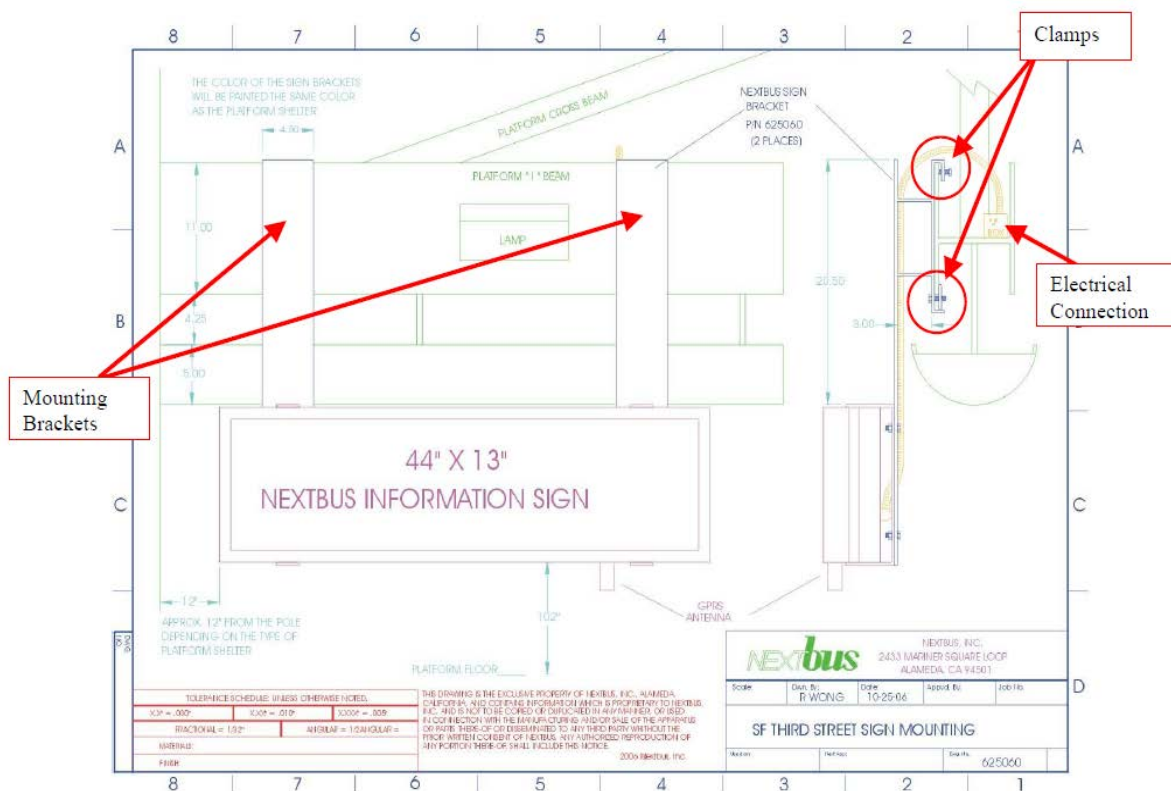 8 7 6 5 4 3 2
Clamps
THE COLOR OF THE SIGN BRACKETS
WILL BE PAINTED THE SAME COLOR
AS THE PLATFORM SHELTER
4.90
PLATFORM CROSS BEAM
NEXTBUS SIGN
BRACKET
P/N 625060
(2 PLACES)
A
A
PLATFORM "I" BEAM
11.00
LAMP
20.50
Electrical
Connection
B
4.25
3.00
5.00
Mounting
Brackets
44" X 13"
NEXTBUS INFORMATION SIGN
C
C
12"
APPROX. 12" FROM THE POLE
DEPENDING ON THE TYPE OF
PLATFORM SHELTER
102"
GPRS
ANTENNA
PLATFORM FLOOR
NEXTbus
NEXTBUS, INC.
2433 MARINER SQUARE LOOP
ALAMEDA, CA 94501
D
Scale:
Dwn. By:
R WONG
Date:
10-25-06
Appvd. By:
Job No.
SF THIRD STREET SIGN MOUNTING
625060
TOLERANCE SCHEDULE: UNLESS OTHERWISE NOTED.
FRACTIONAL = 1/32"
MATERIALS:
FINISH:
THIS DRAWING IS THE EXCLUSIVE PROPERTY OF NEXTBUS, INC., ALAMEDA,
CALIFORNIA, AND CONTAINS INFORMATION WHICH IS PROPRIETARY TO NEXTBUS,
INC. AND IS NOT TO BE COPIED OR DUPLICATED IN ANY MANNER, OR USED
IN CONNECTION WITH THE MANUFACTURING AND/OR SALE OF THE APPARATUS
OR PARTS THERE-OF OR DISSEMINATED TO ANY THIRD PARTY WHITHOUT THE
PRIOR WRITTEN CONSENT OF NEXTBUS. ANY AUTHORIZED REPRODUCTION OF
ANY PORTION THERE-OF SHALL INCLUDE THIS NOTICE.
2006 Nextbus, Inc.
8 7 6 5 4 3 2 1